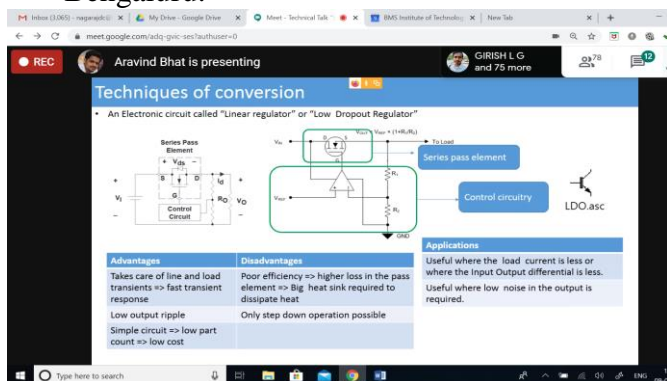 Bengaluru.
Inbox (3,065) - nagarajdc@
My Drive - Google Drive
Meet - Technical Talk
BMS Institute of Technology
New Tab
meet.google.com/adq-gvic-ses?authuser=0
REC
Aravind Bhat is presenting
GIRISH L G
and 75 more
78
12
Techniques of conversion
• An Electronic circuit called "Linear regulator" or "Low Dropout Regulator"
Series Pass
Element
+ Vds -
S
D
Id
+
+
VI
G
RO
VO
Control
Circuit
-
-
VIN
D
S
VOUT = VREF * (1+R1/R2)
To Load
G
R1
VREF
R2
GND
Series pass element
Control circuitry
LDO.asc
Advantages
Disadvantages
Takes care of line and load
transients => fast transient
response
Poor efficiency => higher loss in the pass
element => Big heat sink required to
dissipate heat
Low output ripple
Only step down operation possible
Simple circuit => low part
count => low cost
Applications
Useful where the load current is less or
where the Input Output differential is less.
Useful where low noise in the output is
required.
Type here to search
ENG